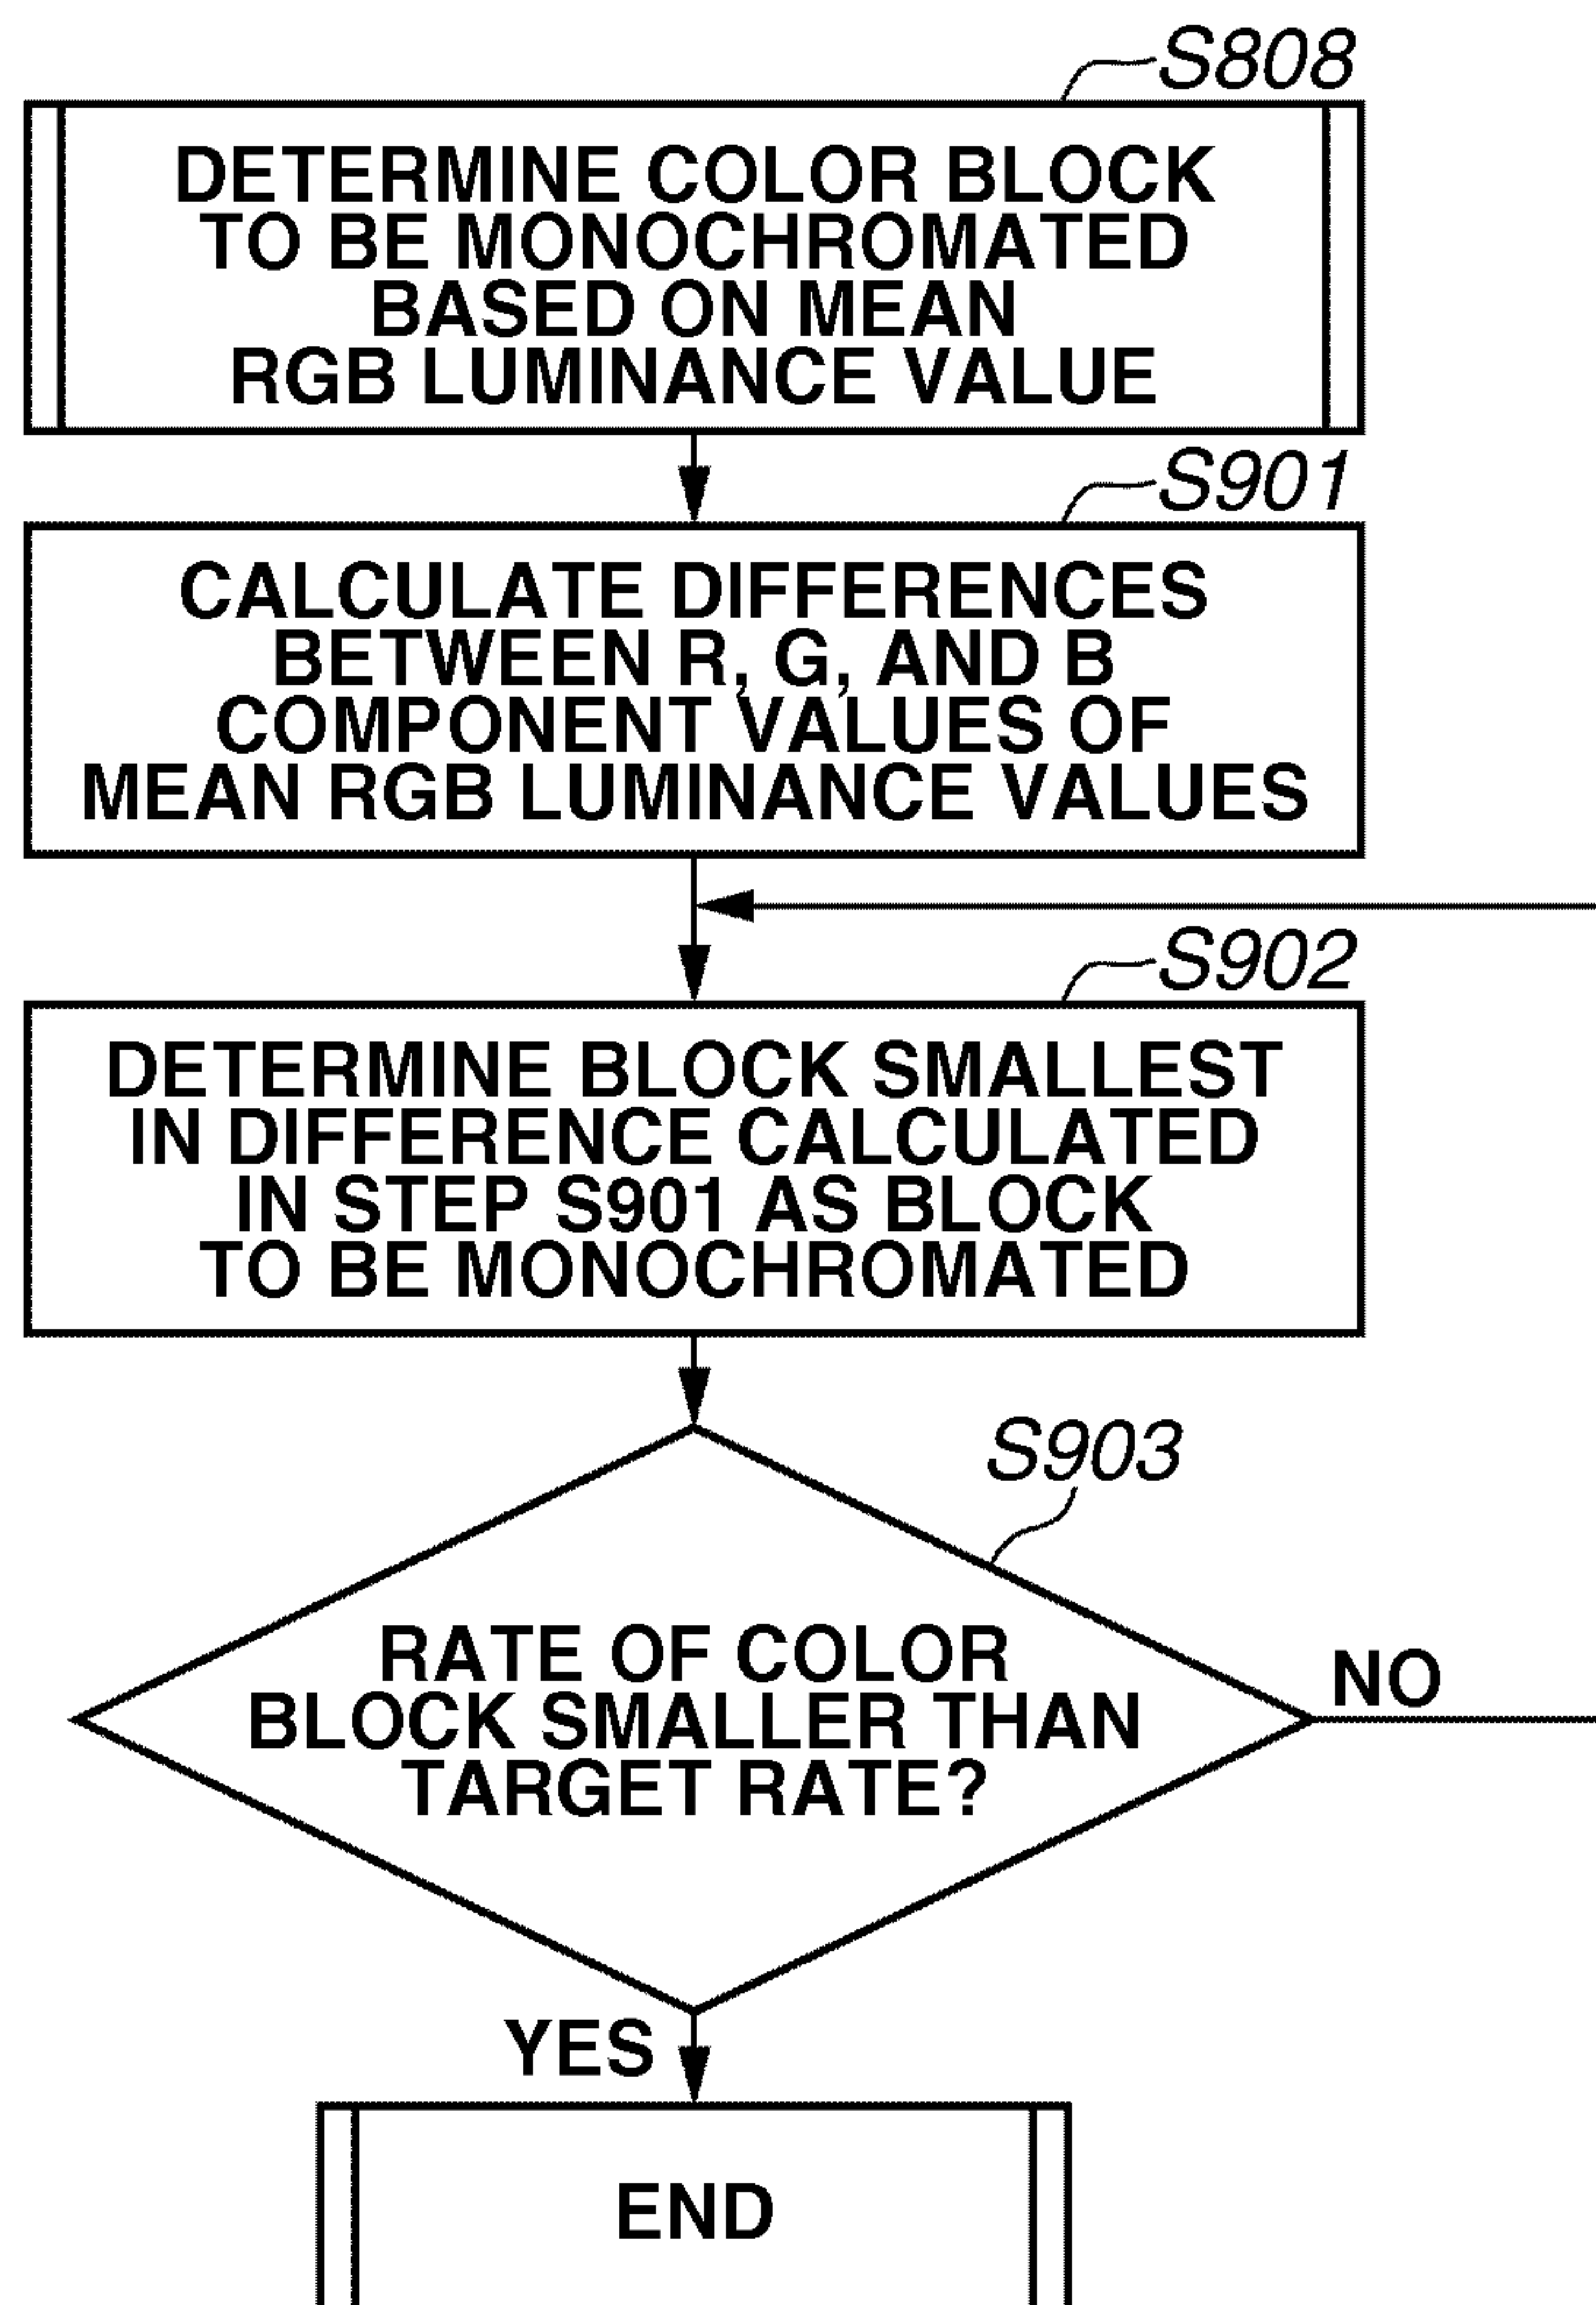 S808
DETERMINE COLOR BLOCK
TO BE MONOCHROMATED
BASED ON MEAN
RGB LUMINANCE VALUE
S901
CALCULATE DIFFERENCES
BETWEEN R, G, AND B
COMPONENT VALUES OF
MEAN RGB LUMINANCE VALUES
S902
DETERMINE BLOCK SMALLEST
IN DIFFERENCE CALCULATED
IN STEP S901 AS BLOCK
TO BE MONOCHROMATED
S903
RATE OF COLOR
BLOCK SMALLER THAN
TARGET RATE?
NO
YES
END